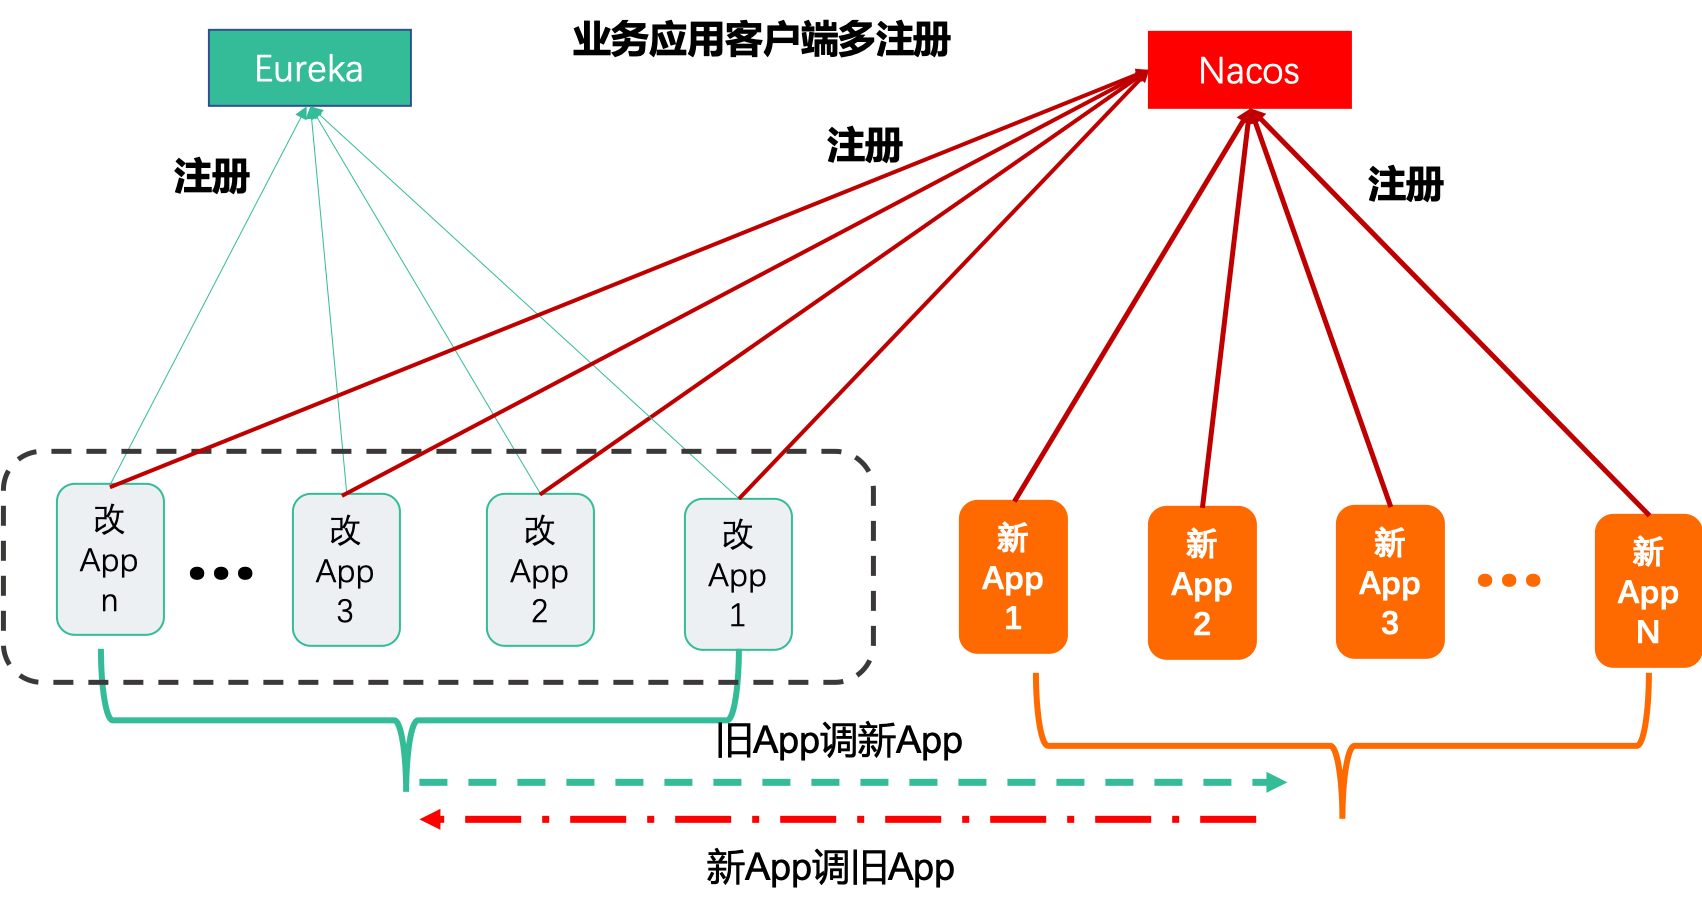 业务应用客户端多注册
Eureka
Nacos
注册
注册
注册
改
App
n
改
App
3
改
App
2
改
App
1
新
App
1
新
App
2
新
App
3
新
App
N
旧App调新App
新App调旧App